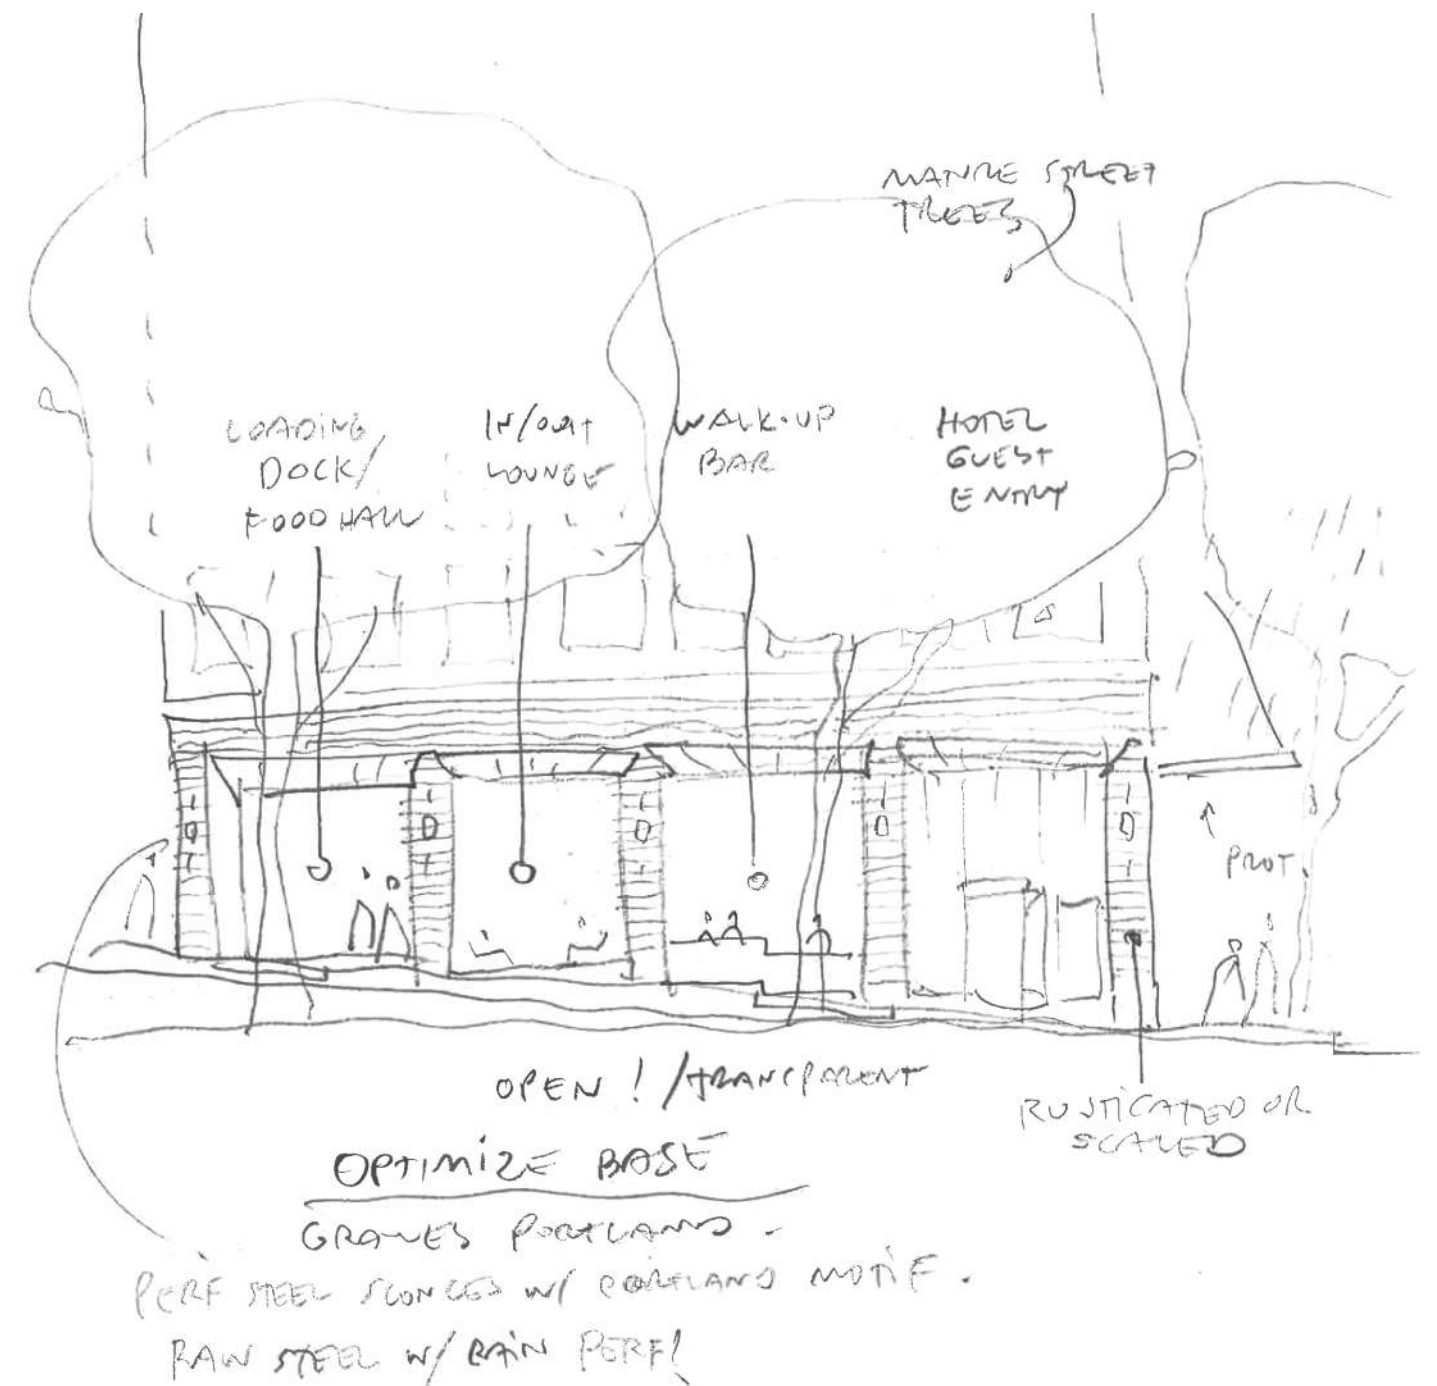 MATURE STREET
TREES
LOADING
DOCK/
FOOD HALL
IN/OUT
LOUNGE
WALK-UP
BAR
HOTEL
GUEST
ENTRY
PROT.
OPEN! /TRANSPARENT
RUSTICATED OR
SCALED
OPTIMIZE BASE
GRAVES PORTLAND -
PERF STEEL SCONCES W/ PORTLAND MOTIF.
RAW STEEL W/ RAIN PERF!